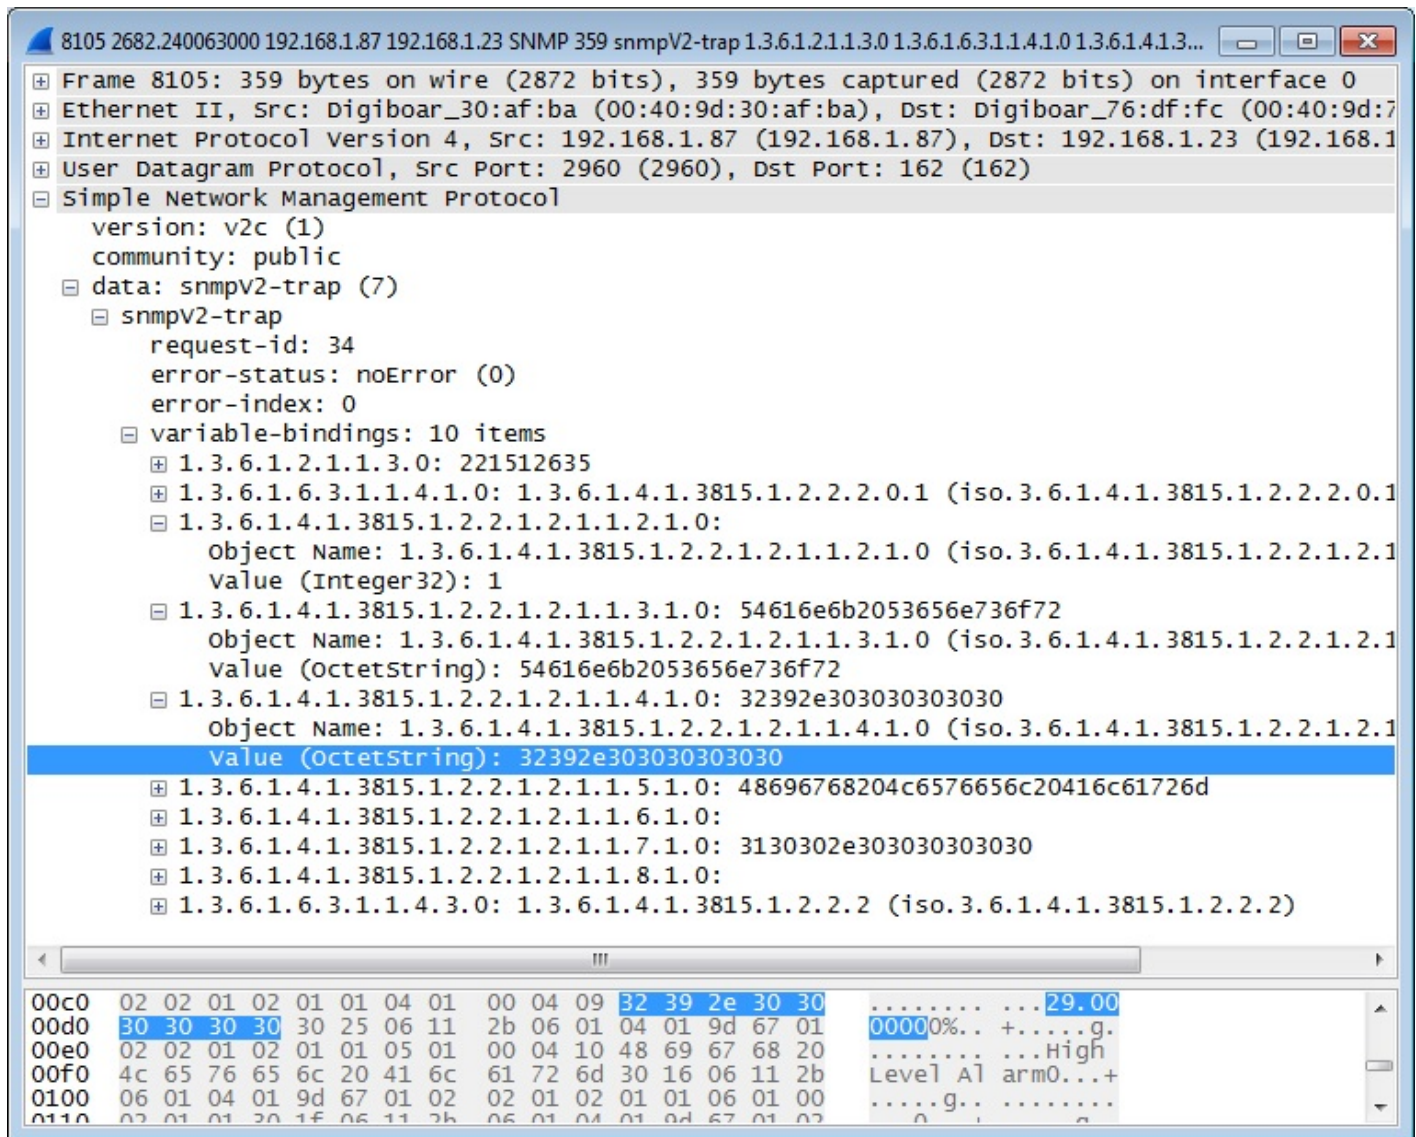 8105 2682.240063000 192.168.1.87 192.168.1.23 SNMP 359 snmpV2-trap 1.3.6.1.2.1.1.3.0 1.3.6.1.6.3.1.1.4.1.0 1.3.6.1.4.1.3...
Frame 8105: 359 bytes on wire (2872 bits), 359 bytes captured (2872 bits) on interface 0
Ethernet II, Src: Digiboar_30:af:ba (00:40:9d:30:af:ba), Dst: Digiboar_76:df:fc (00:40:9d:7
Internet Protocol Version 4, Src: 192.168.1.87 (192.168.1.87), Dst: 192.168.1.23 (192.168.1
User Datagram Protocol, Src Port: 2960 (2960), Dst Port: 162 (162)
Simple Network Management Protocol
version: v2c (1)
community: public
data: snmpV2-trap (7)
snmpV2-trap
request-id: 34
error-status: noError (0)
error-index: 0
variable-bindings: 10 items
1.3.6.1.2.1.1.3.0: 221512635
1.3.6.1.6.3.1.1.4.1.0: 1.3.6.1.4.1.3815.1.2.2.2.0.1 (iso.3.6.1.4.1.3815.1.2.2.2.0.1
1.3.6.1.4.1.3815.1.2.2.1.2.1.1.2.1.0:
Object Name: 1.3.6.1.4.1.3815.1.2.2.1.2.1.1.2.1.0 (iso.3.6.1.4.1.3815.1.2.2.1.2.1
Value (Integer32): 1
1.3.6.1.4.1.3815.1.2.2.1.2.1.1.3.1.0: 54616e6b2053656e736f72
Object Name: 1.3.6.1.4.1.3815.1.2.2.1.2.1.1.3.1.0 (iso.3.6.1.4.1.3815.1.2.2.1.2.1
Value (OctetString): 54616e6b2053656e736f72
1.3.6.1.4.1.3815.1.2.2.1.2.1.1.4.1.0: 32392e303030303030
Object Name: 1.3.6.1.4.1.3815.1.2.2.1.2.1.1.4.1.0 (iso.3.6.1.4.1.3815.1.2.2.1.2.1
Value (OctetString): 32392e303030303030
1.3.6.1.4.1.3815.1.2.2.1.2.1.1.5.1.0: 48696768204c6576656c20416c61726d
1.3.6.1.4.1.3815.1.2.2.1.2.1.1.6.1.0:
1.3.6.1.4.1.3815.1.2.2.1.2.1.1.7.1.0: 3130302e303030303030
1.3.6.1.4.1.3815.1.2.2.1.2.1.1.8.1.0:
1.3.6.1.6.3.1.1.4.3.0: 1.3.6.1.4.1.3815.1.2.2.2 (iso.3.6.1.4.1.3815.1.2.2.2)
00c0 02 02 01 02 01 01 04 01 00 04 09 32 39 2e 30 30 ........ ...29.00
00d0 30 30 30 30 30 25 06 11 2b 06 01 04 01 9d 67 01 00000%.. +.....g.
00e0 02 02 01 02 01 01 05 01 00 04 10 48 69 67 68 20 ........ ...High
00f0 4c 65 76 65 6c 20 41 6c 61 72 6d 30 16 06 11 2b Level Al arm0...+
0100 06 01 04 01 9d 67 01 02 02 01 02 01 01 06 01 00 .....g.. ........
0110 02 01 01 30 1f 06 11 2b 06 01 04 01 9d 67 01 02